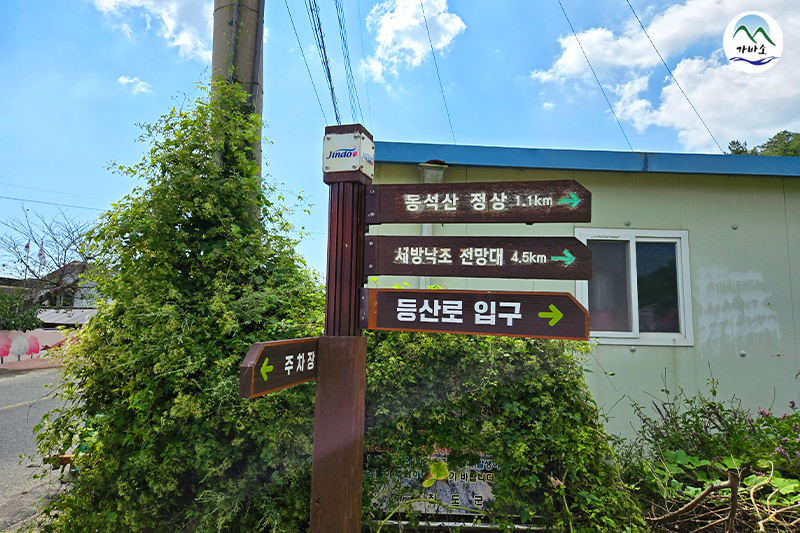 가바소
Jindo
동석산 정상 1.1km
세방낙조 전망대 4.5km
등산로 입구
주차장